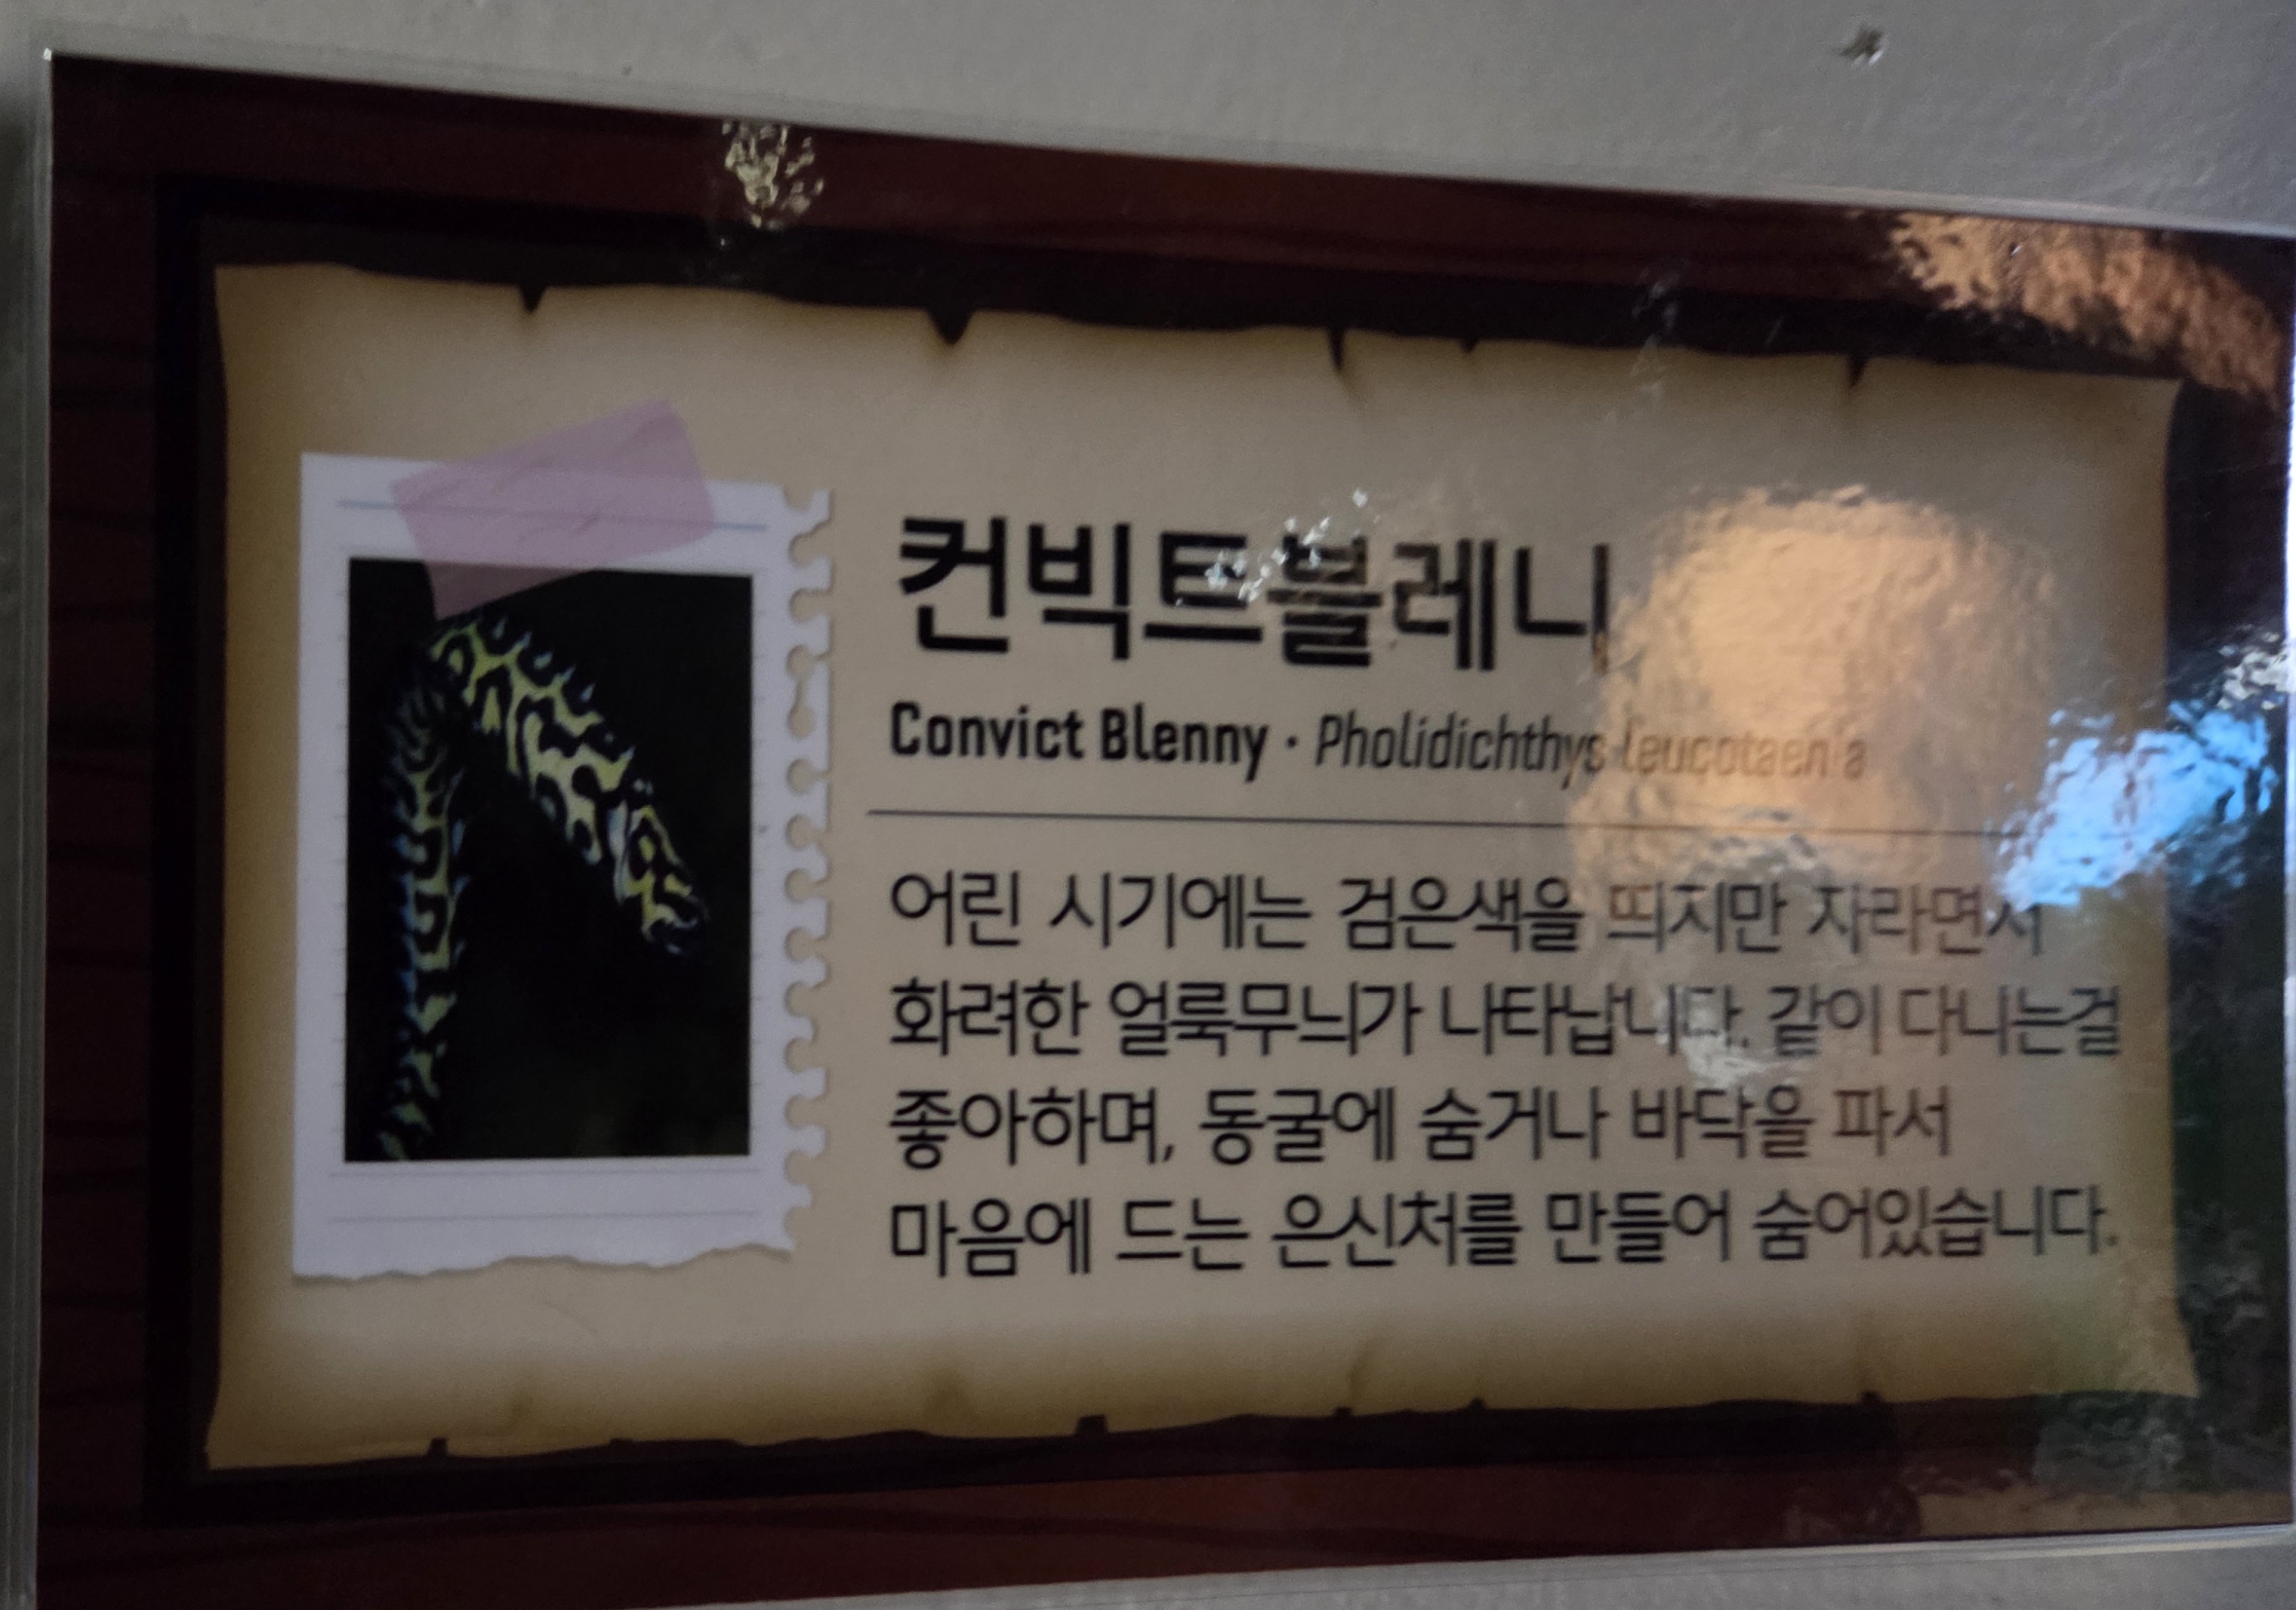 컨빅트블레니
Convict Blenny · Pholidichthys leucotaenia
어린 시기에는 검은색을 띄지만 자라면서
화려한 얼룩무늬가 나타납니다. 같이 다니는걸
좋아하며, 동굴에 숨거나 바닥을 파서
마음에 드는 은신처를 만들어 숨어있습니다.